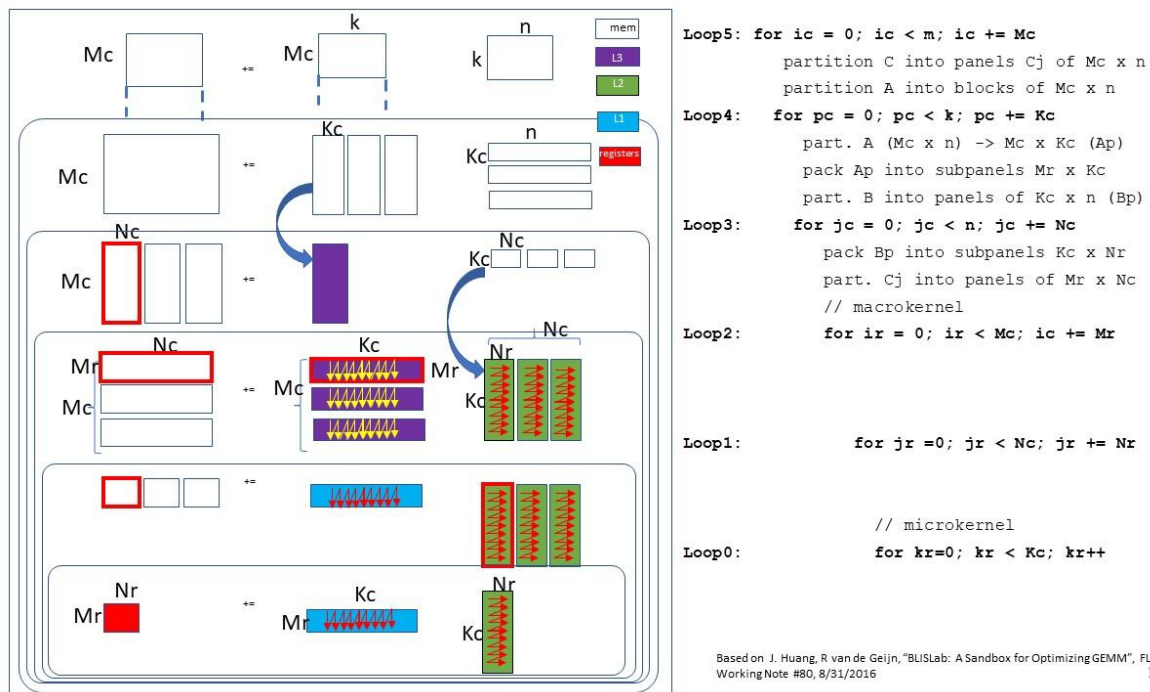 k
n
mem
Mc
Mc
+=
k
L3
L2
L1
Kc
n
registers
Mc
+=
Kc
Nc
Nc
Mc
+=
Kc
Nc
Nc
Kc
Nr
Mr
+=
Mc
Mr
Mc
Kc
+=
+=
Nr
Kc
Nr
Mr
+=
Mr
Kc
Loop5: for ic = 0; ic < m; ic += Mc
partition C into panels Cj of Mc x n
partition A into blocks of Mc x n
Loop4: for pc = 0; pc < k; pc += Kc
part. A (Mc x n) -> Mc x Kc (Ap)
pack Ap into subpanels Mr x Kc
part. B into panels of Kc x n (Bp)
Loop3: for jc = 0; jc < n; jc += Nc
pack Bp into subpanels Kc x Nr
part. Cj into panels of Mr x Nc
// macrokernel
Loop2: for ir = 0; ir < Mc; ic += Mr
Loop1: for jr =0; jr < Nc; jr += Nr
// microkernel
Loop0: for kr=0; kr < Kc; kr++
Based on J. Huang, R van de Geijn, "BLISLab: A Sandbox for Optimizing GEMM", FL
Working Note #80, 8/31/2016